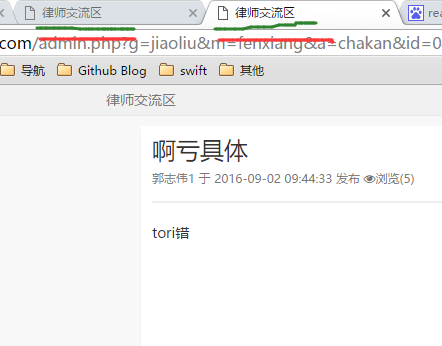 律师交流区 律师交流区 rea
com/admin.php?g=jiaoliu&m=fenxiang&a=chakan&id=0
导航 Github Blog swift 其他
律师交流区
啊亏具体
郭志伟1 于 2016-09-02 09:44:33 发布 浏览(5)
tori错